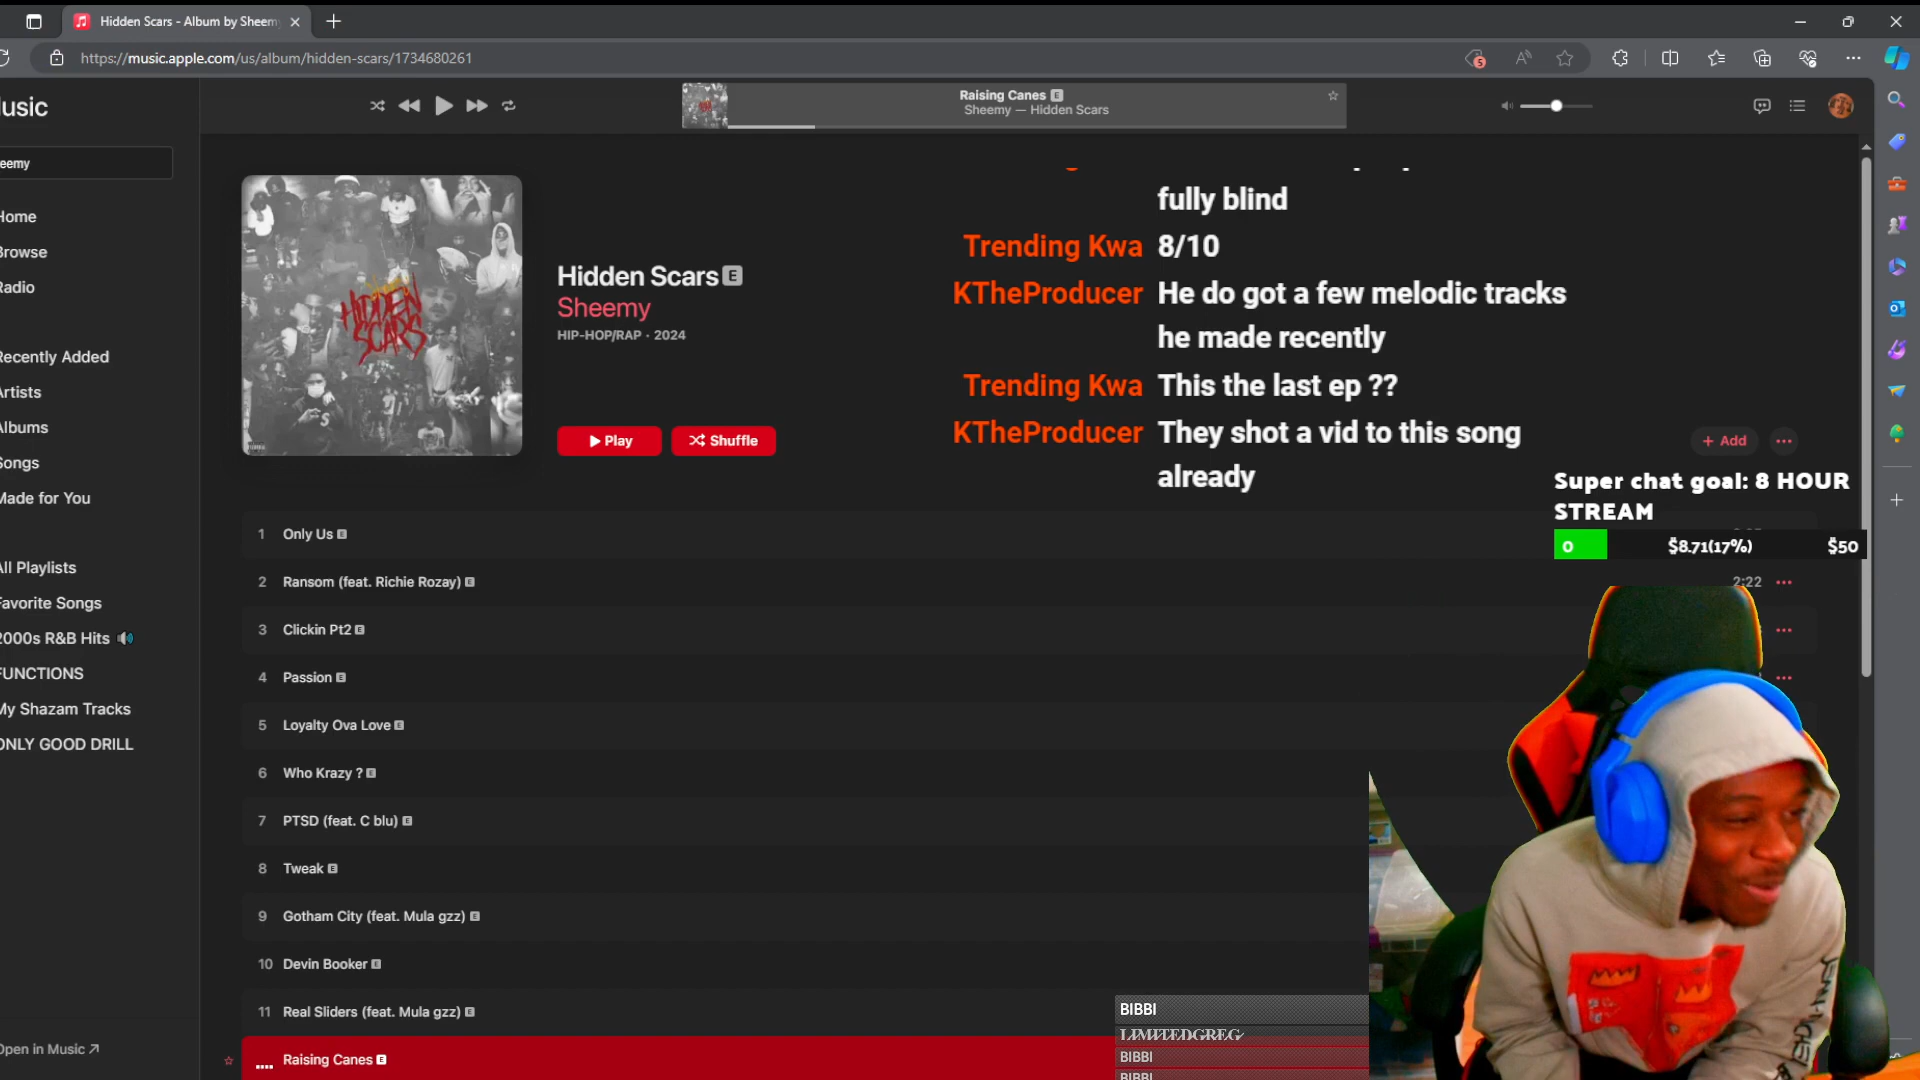 Hidden Scars - Album by Sheem
https://music.apple.com/us/album/hidden-scars/1734680261
5
usic
Raising Canes E
Sheemy — Hidden Scars
eemy
Home
Browse
Radio
Recently Added
Artists
Albums
Songs
Made for You
All Playlists
Favorite Songs
2000s R&B Hits
FUNCTIONS
My Shazam Tracks
ONLY GOOD DRILL
Open in Music
HIDDEN
SCARS
Hidden Scars E
Sheemy
HIP-HOP/RAP · 2024
Play
Shuffle
fully blind
Trending Kwa 8/10
KTheProducer He do got a few melodic tracks
he made recently
Trending Kwa This the last ep ??
KTheProducer They shot a vid to this song
already
+ Add
Super chat goal: 8 HOUR
STREAM
0 $8.71(17%) $50
1 Only Us E
2 Ransom (feat. Richie Rozay) E 2:22
3 Clickin Pt2 E
4 Passion E
5 Loyalty Ova Love E
6 Who Krazy ? E
7 PTSD (feat. C blu) E
8 Tweak E
9 Gotham City (feat. Mula gzz) E
10 Devin Booker E
11 Real Sliders (feat. Mula gzz) E
Raising Canes E
BIBBI
LIMITEDGREG
BIBBI
BIBBI